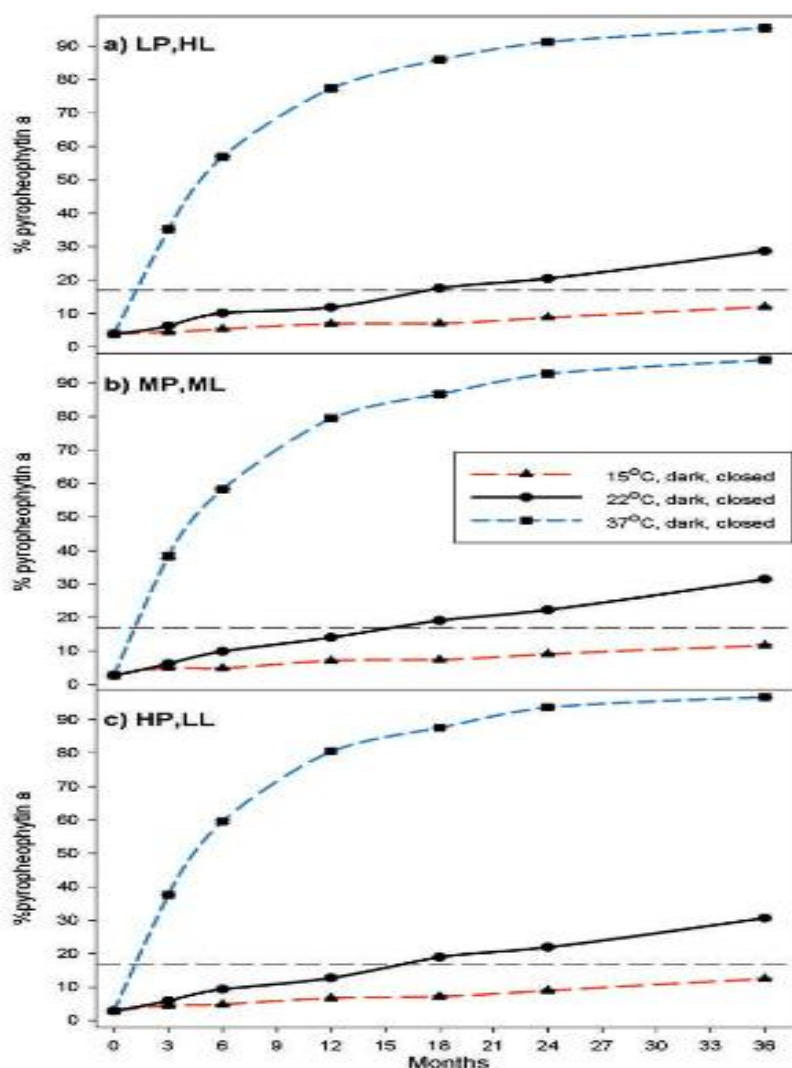 a) LP,HL
% pyropheophytin a
90
80
70
60
50
40
30
20
10
0
b) MP,ML
% pyropheophytin a
90
80
70
60
50
40
30
20
10
0
15°C, dark, closed
22°C, dark, closed
37°C, dark, closed
c) HP,LL
%pyropheophytin a
90
80
70
60
50
40
30
20
10
0
0 3 6 9 12 15 18 21 24 27 30 33 36
Months